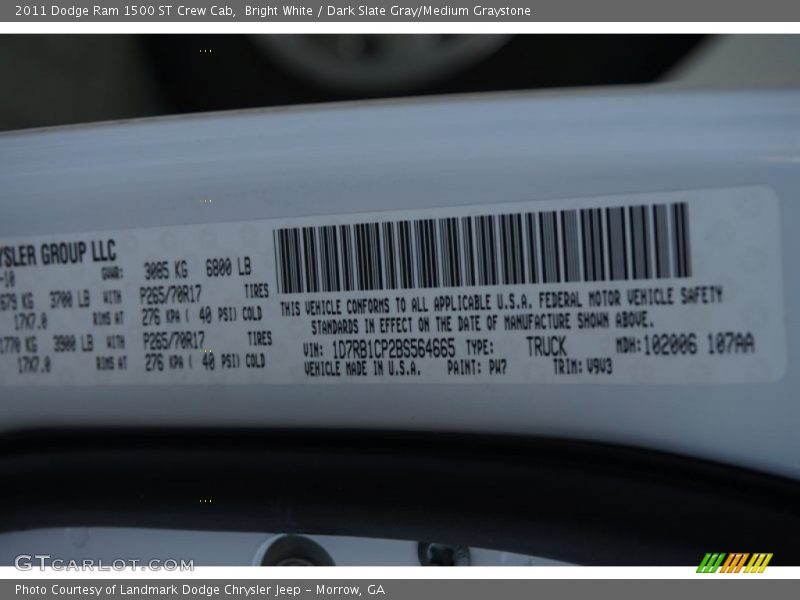 2011 Dodge Ram 1500 ST Crew Cab, Bright White / Dark Slate Gray/Medium Graystone
YSLER GROUP LLC
-10 GVWR: 3085 KG 6800 LB
679 KG 3700 LB WITH P265/70R17 TIRES
17X7.0 RIMS AT 276 KPA ( 40 PSI) COLD
1770 KG 3900 LB WITH P265/70R17 TIRES
17X7.0 RIMS AT 276 KPA ( 40 PSI) COLD
THIS VEHICLE CONFORMS TO ALL APPLICABLE U.S.A. FEDERAL MOTOR VEHICLE SAFETY
STANDARDS IN EFFECT ON THE DATE OF MANUFACTURE SHOWN ABOVE.
VIN: 1D7RB1CP2BS564665 TYPE: TRUCK MDH:102006 107AA
VEHICLE MADE IN U.S.A. PAINT: PW7 TRIM: V9V3
GTCARLOT.COM
Photo Courtesy of Landmark Dodge Chrysler Jeep – Morrow, GA